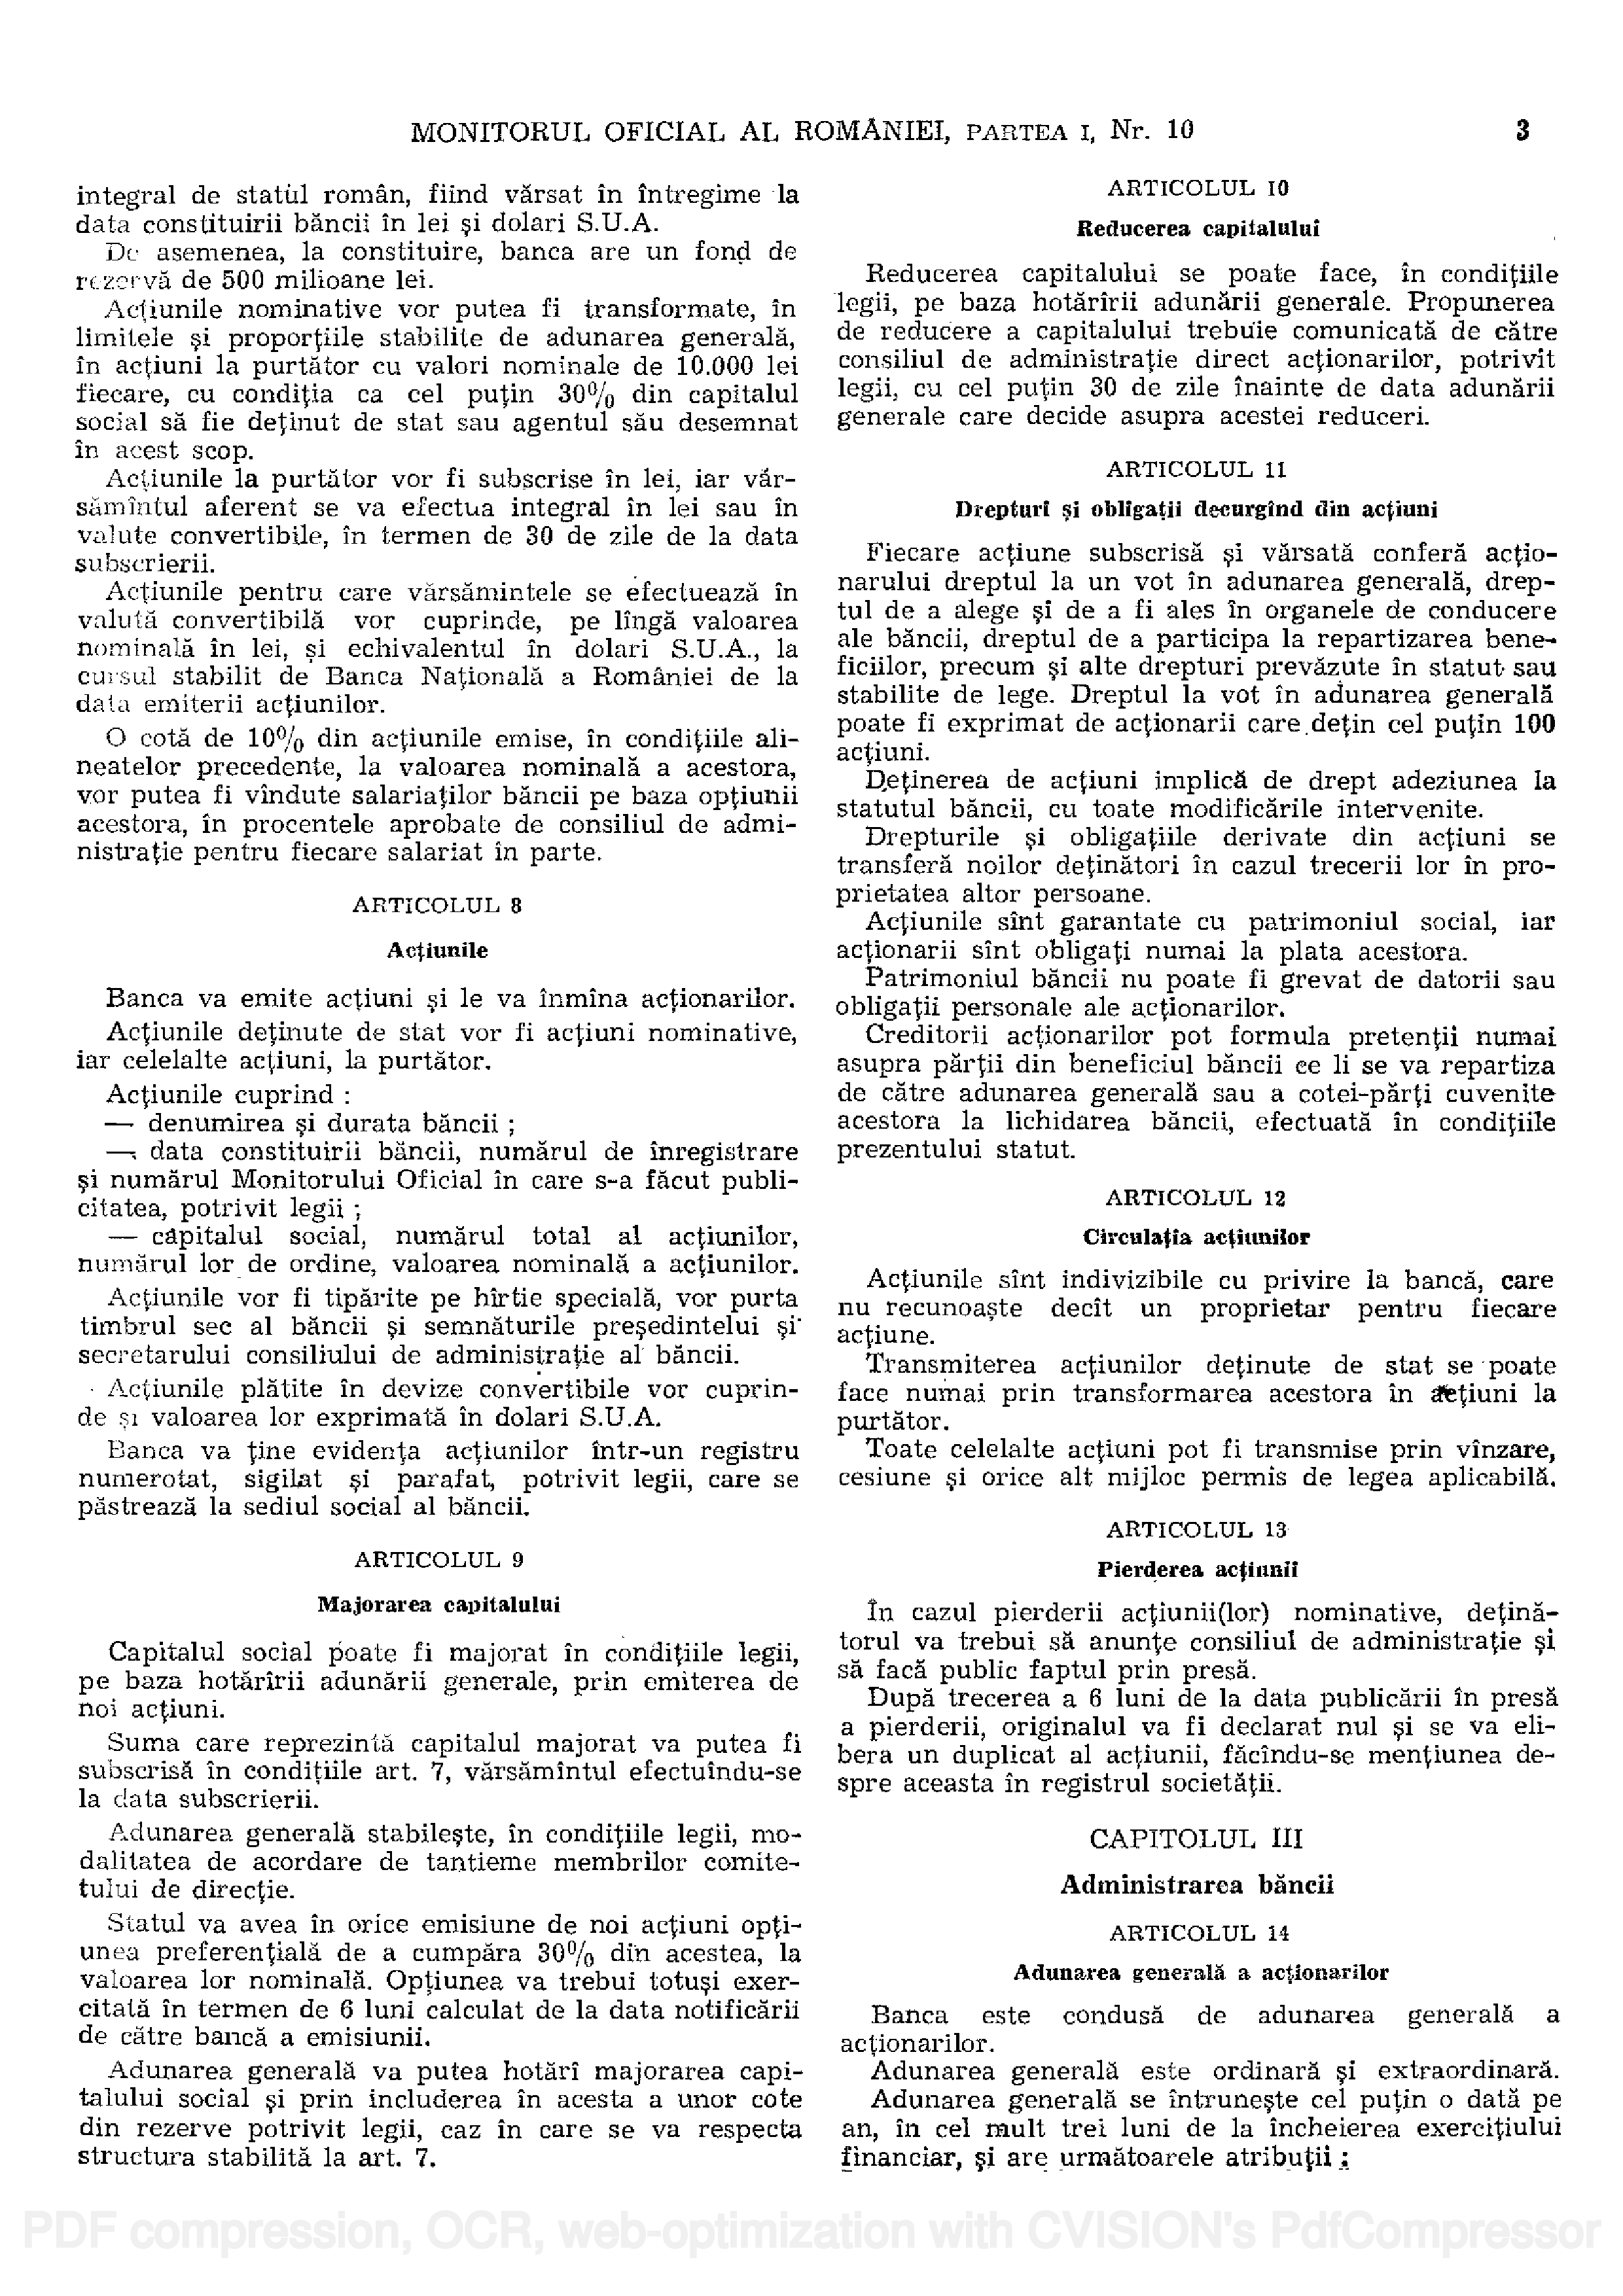 MONITORUL OFICIAL AL ROMÂNIEI, PARTEA I, Nr. 10
3
integral de statul român, fiind vărsat în întregime la
data constituirii băncii în lei și dolari S.U.A.
De asemenea, la constituire, banca are un fond de
rezervă de 500 milioane lei.
Acțiunile nominative vor putea fi transformate, în
limitele și proporțiile stabilite de adunarea generală,
în acțiuni la purtător cu valori nominale de 10.000 lei
fiecare, cu condiția ca cel puțin 30% din capitalul
social să fie deținut de stat sau agentul său desemnat
în acest scop.
Acțiunile la purtător vor fi subscrise în lei, iar văr-
sămîntul aferent se va efectua integral în lei sau în
valute convertibile, în termen de 30 de zile de la data
subscrierii.
Acțiunile pentru care vărsămintele se efectuează în
valută convertibilă vor cuprinde, pe lîngă valoarea
nominală în lei, și echivalentul în dolari S.U.A., la
cursul stabilit de Banca Națională a României de la
data emiterii acțiunilor.
O cotă de 10% din acțiunile emise, în condițiile ali-
neatelor precedente, la valoarea nominală a acestora,
vor putea fi vîndute salariaților băncii pe baza opțiunii
acestora, în procentele aprobate de consiliul de admi-
nistrație pentru fiecare salariat în parte.
ARTICOLUL 8
Acțiunile
Banca va emite acțiuni și le va înmîna acționarilor.
Acțiunile deținute de stat vor fi acțiuni nominative,
iar celelalte acțiuni, la purtător.
Acțiunile cuprind :
— denumirea și durata băncii ;
— data constituirii băncii, numărul de înregistrare
și numărul Monitorului Oficial în care s-a făcut publi-
citatea, potrivit legii ;
— capitalul social, numărul total al acțiunilor,
numărul lor de ordine, valoarea nominală a acțiunilor.
Acțiunile vor fi tipărite pe hîrtie specială, vor purta
timbrul sec al băncii și semnăturile președintelui și
secretarului consiliului de administrație al băncii.
Acțiunile plătite în devize convertibile vor cuprin-
de și valoarea lor exprimată în dolari S.U.A.
Banca va ține evidența acțiunilor într-un registru
numerotat, sigilat și parafat, potrivit legii, care se
păstrează la sediul social al băncii.
ARTICOLUL 9
Majorarea capitalului
Capitalul social poate fi majorat în condițiile legii,
pe baza hotărîrii adunării generale, prin emiterea de
noi acțiuni.
Suma care reprezintă capitalul majorat va putea fi
subscrisă în condițiile art. 7, vărsămîntul efectuîndu-se
la data subscrierii.
Adunarea generală stabilește, în condițiile legii, mo-
dalitatea de acordare de tantieme membrilor comite-
tului de direcție.
Statul va avea în orice emisiune de noi acțiuni opți-
unea preferențială de a cumpăra 30% din acestea, la
valoarea lor nominală. Opțiunea va trebui totuși exer-
citată în termen de 6 luni calculat de la data notificării
de către bancă a emisiunii.
Adunarea generală va putea hotărî majorarea capi-
talului social și prin includerea în acesta a unor cote
din rezerve potrivit legii, caz în care se va respecta
structura stabilită la art. 7.
ARTICOLUL 10
Reducerea capitalului
Reducerea capitalului se poate face, în condițiile
legii, pe baza hotărîrii adunării generale. Propunerea
de reducere a capitalului trebuie comunicată de către
consiliul de administrație direct acționarilor, potrivit
legii, cu cel puțin 30 de zile înainte de data adunării
generale care decide asupra acestei reduceri.
ARTICOLUL 11
Drepturi și obligații decurgînd din acțiuni
Fiecare acțiune subscrisă și vărsată conferă acțio-
narului dreptul la un vot în adunarea generală, drep-
tul de a alege și de a fi ales în organele de conducere
ale băncii, dreptul de a participa la repartizarea bene-
ficiilor, precum și alte drepturi prevăzute în statut sau
stabilite de lege. Dreptul la vot în adunarea generală
poate fi exprimat de acționarii care dețin cel puțin 100
acțiuni.
Deținerea de acțiuni implică de drept adeziunea la
statutul băncii, cu toate modificările intervenite.
Drepturile și obligațiile derivate din acțiuni se
transferă noilor deținători în cazul trecerii lor în pro-
prietatea altor persoane.
Acțiunile sînt garantate cu patrimoniul social, iar
acționarii sînt obligați numai la plata acestora.
Patrimoniul băncii nu poate fi grevat de datorii sau
obligații personale ale acționarilor.
Creditorii acționarilor pot formula pretenții numai
asupra părții din beneficiul băncii ce li se va repartiza
de către adunarea generală sau a cotei-părți cuvenite
acestora la lichidarea băncii, efectuată în condițiile
prezentului statut.
ARTICOLUL 12
Circulația acțiunilor
Acțiunile sînt indivizibile cu privire la bancă, care
nu recunoaște decît un proprietar pentru fiecare
acțiune.
Transmiterea acțiunilor deținute de stat se poate
face numai prin transformarea acestora în acțiuni la
purtător.
Toate celelalte acțiuni pot fi transmise prin vînzare,
cesiune și orice alt mijloc permis de legea aplicabilă.
ARTICOLUL 13
Pierderea acțiunii
În cazul pierderii acțiunii(lor) nominative, dețină-
torul va trebui să anunțe consiliul de administrație și
să facă public faptul prin presă.
După trecerea a 6 luni de la data publicării în presă
a pierderii, originalul va fi declarat nul și se va eli-
bera un duplicat al acțiunii, făcîndu-se mențiunea de-
spre aceasta în registrul societății.
CAPITOLUL III
Administrarea băncii
ARTICOLUL 14
Adunarea generală a acționarilor
Banca este condusă de adunarea generală a
acționarilor.
Adunarea generală este ordinară și extraordinară.
Adunarea generală se întrunește cel puțin o dată pe
an, în cel mult trei luni de la încheierea exercițiului
financiar, și are următoarele atribuții :
PDF compression, OCR, web-optimization with CVISION's PdfCompressor